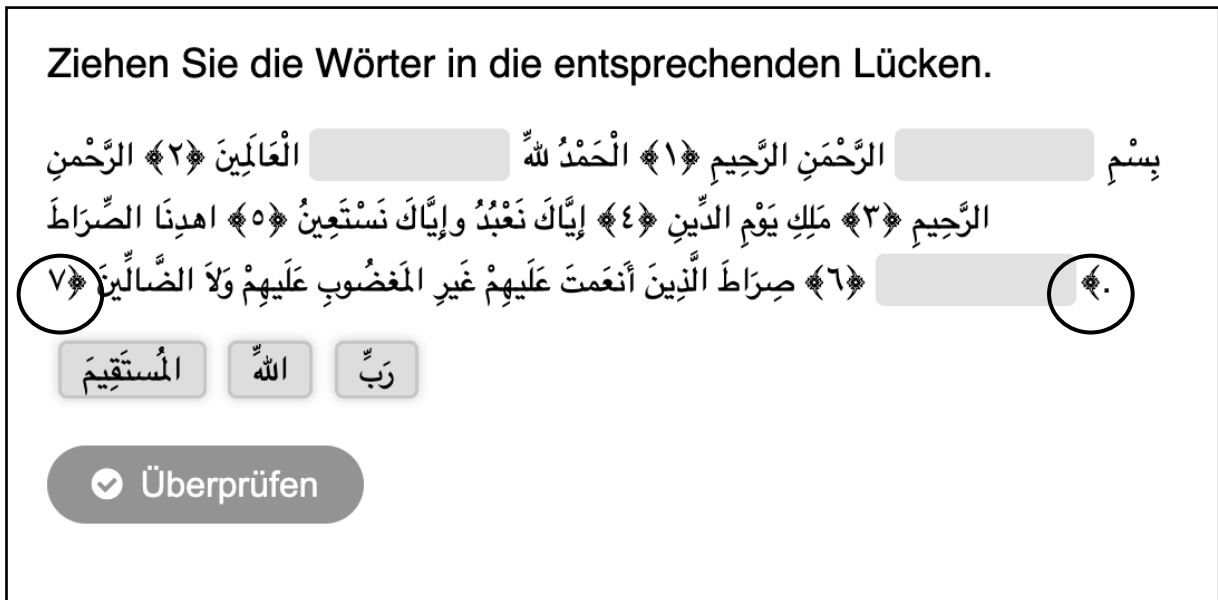 Ziehen Sie die Wörter in die entsprechenden Lücken.
بِسْمِ الرَّحْمَنِ الرَّحِيمِ ﴿١﴾ الْحَمْدُ للهِّ الْعَالَمِينَ ﴿٢﴾ الرَّحْمنِ
الرَّحِيمِ ﴿٣﴾ مَلِكِ يَوْمِ الدِّينِ ﴿٤﴾ إِيَّاكَ نَعْبُدُ وإِيَّاكَ نَسْتَعِينُ ﴿٥﴾ اهدِنَا الصِّرَاطَ
.﴾ ﴿٦﴾ صِرَاطَ الَّذِينَ أَنعَمتَ عَلَيهِمْ غَيرِ المَغضُوبِ عَلَيهِمْ وَلاَ الضَّالِّينَ ﴿٧
رَبِّ اللهِّ المُستَقِيمَ
Überprüfen